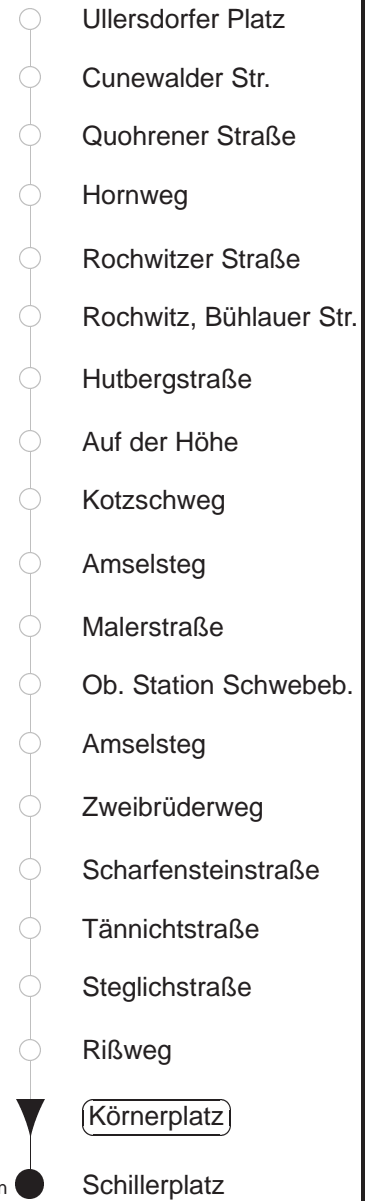 Ullersdorfer Platz
Cunewalder Str.
Quohrener Straße
Hornweg
Rochwitzer Straße
Rochwitz, Bühlauer Str.
Hutbergstraße
Auf der Höhe
Kotzschweg
Amselsteg
Malerstraße
Ob. Station Schwebeb.
Amselsteg
Zweibrüderweg
Scharfensteinstraße
Tännichtstraße
Steglichstraße
Rißweg
Körnerplatz
Schillerplatz